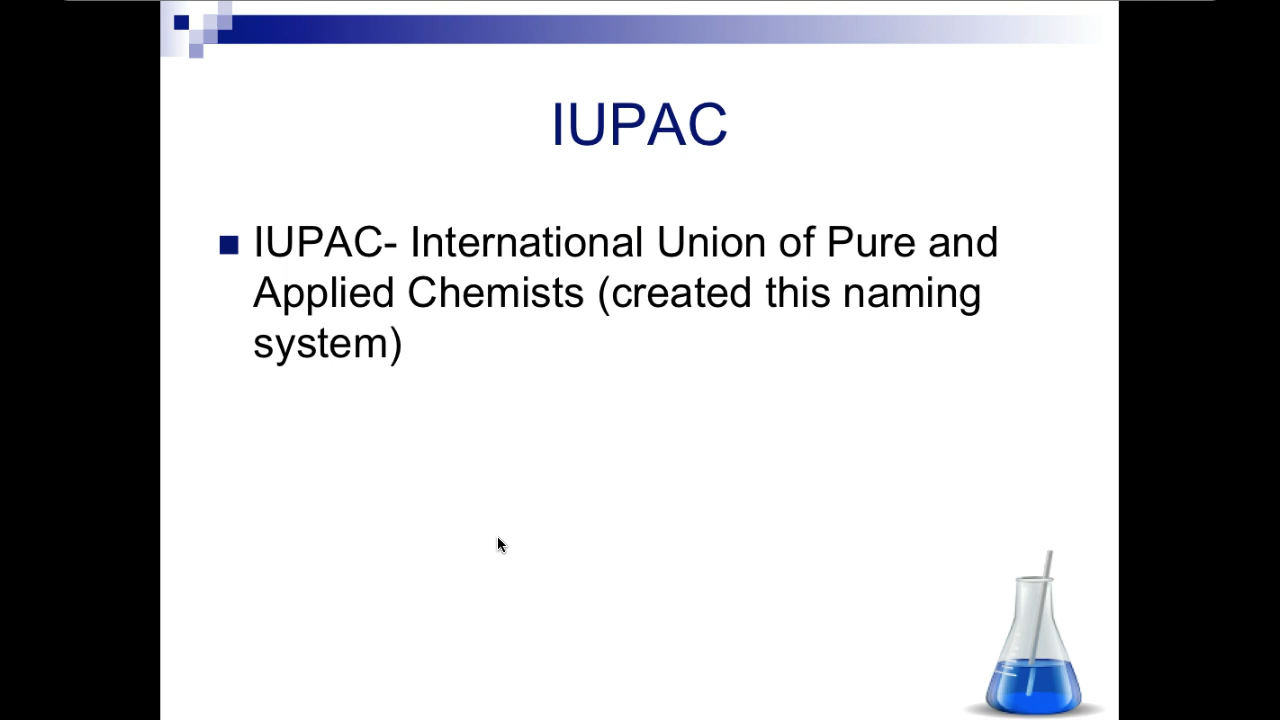 IUPAC
IUPAC- International Union of Pure and
Applied Chemists (created this naming
system)